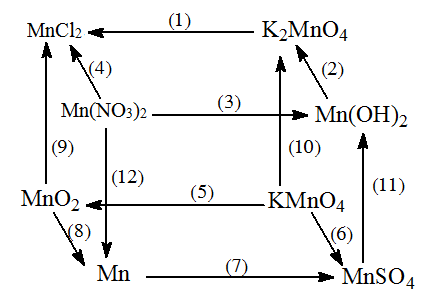 (1)
MnCl₂ K₂MnO₄
(4) (2)
Mn(NO₃)₂ (3) Mn(OH)₂
(9) (12) (10) (11)
MnO₂ (5) KMnO₄
(8) (6)
Mn (7) MnSO₄